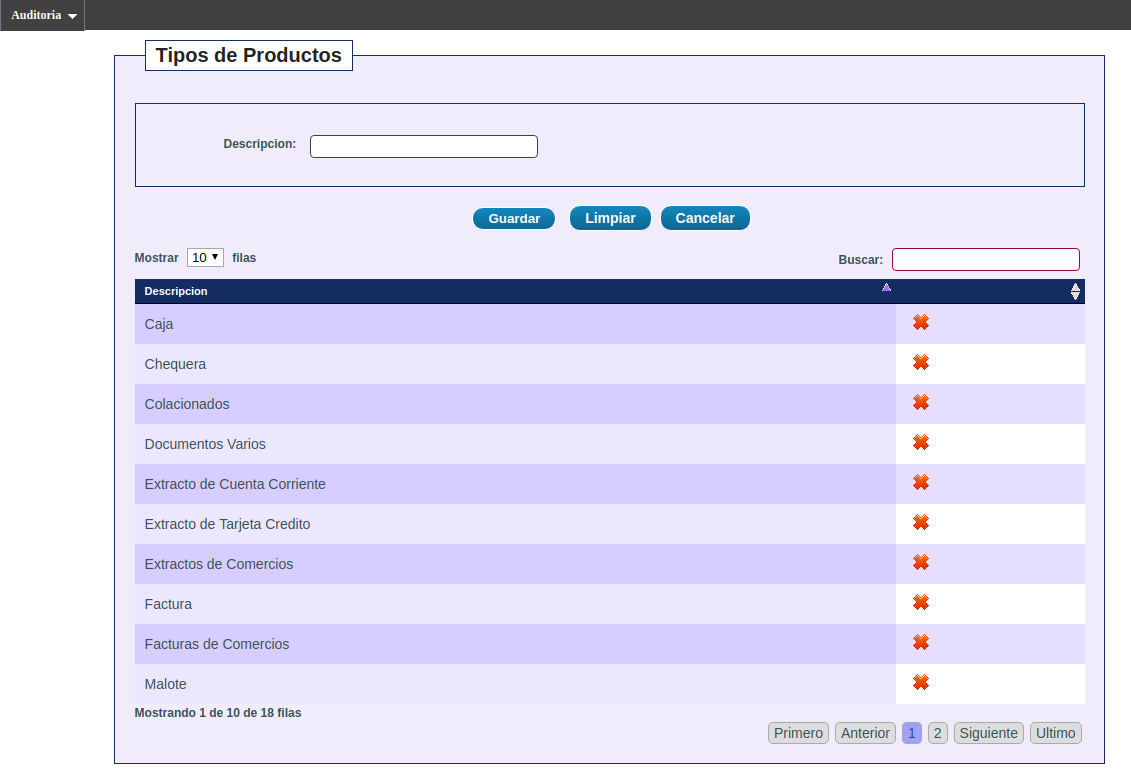 Auditoria
Tipos de Productos
Descripcion:
Guardar Limpiar Cancelar
Mostrar 10 filas Buscar:
Descripcion
Caja
Chequera
Colacionados
Documentos Varios
Extracto de Cuenta Corriente
Extracto de Tarjeta Credito
Extractos de Comercios
Factura
Facturas de Comercios
Malote
Mostrando 1 de 10 de 18 filas
Primero Anterior 1 2 Siguiente Ultimo